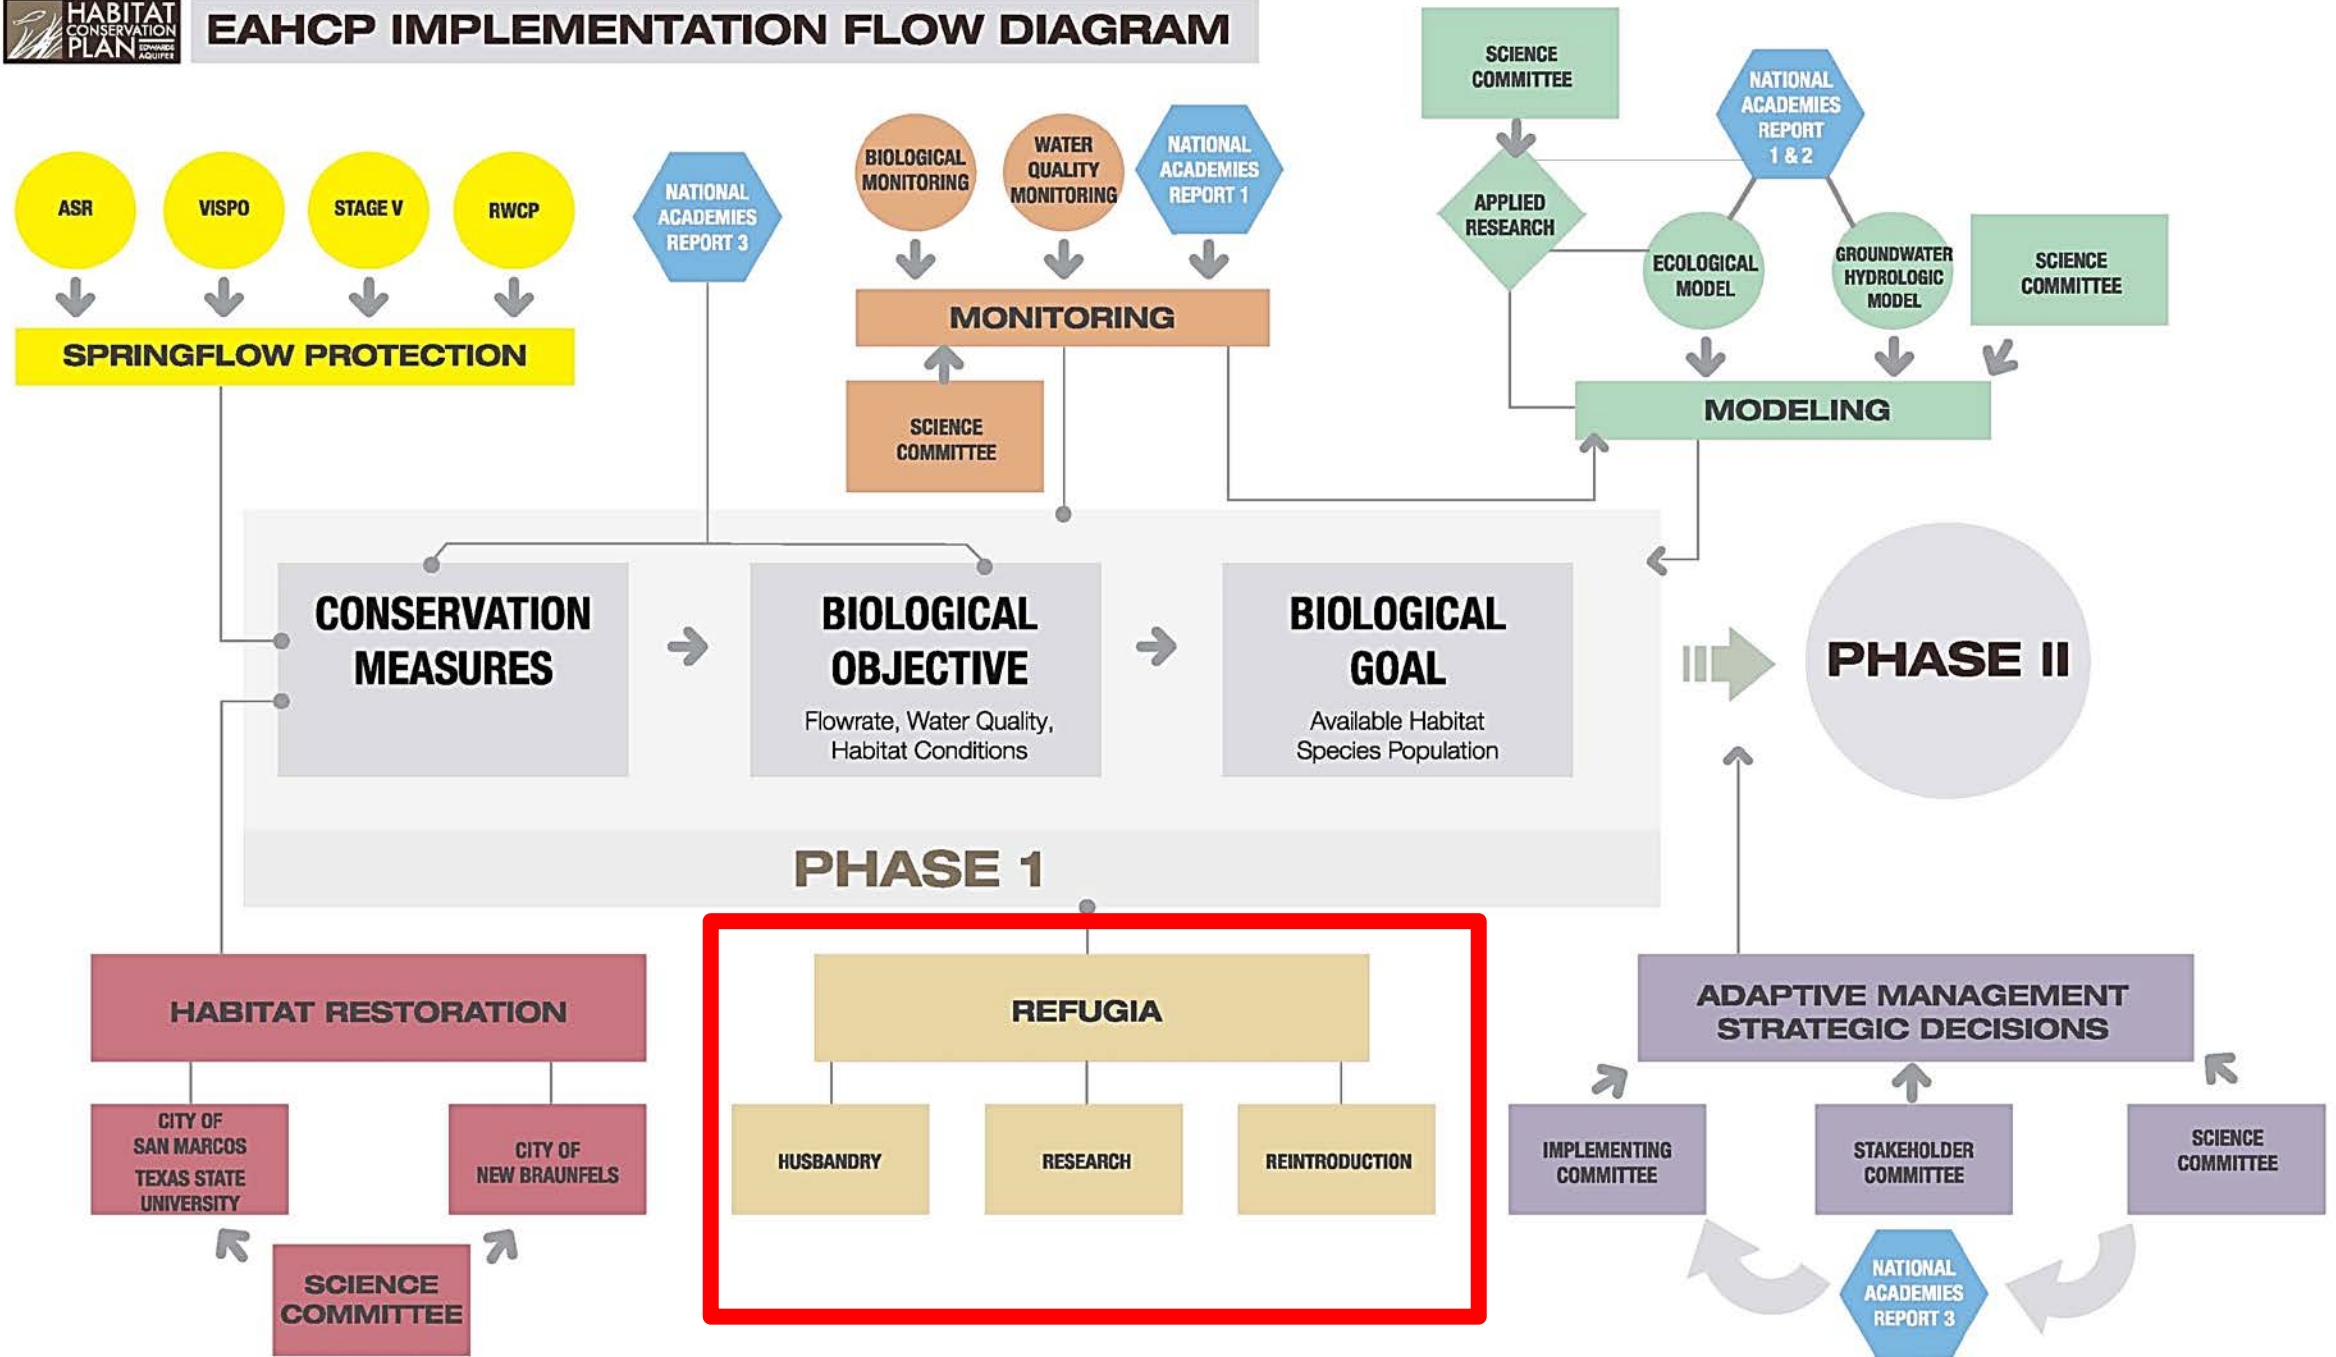 HABITAT
CONSERVATION
PLAN EDWARDS
AQUIFER
EAHCP IMPLEMENTATION FLOW DIAGRAM
SCIENCE
COMMITTEE
NATIONAL
ACADEMIES
REPORT
1 & 2
BIOLOGICAL
MONITORING
WATER
QUALITY
MONITORING
NATIONAL
ACADEMIES
REPORT 1
ASR
VISPO
STAGE V
RWCP
NATIONAL
ACADEMIES
REPORT 3
APPLIED
RESEARCH
ECOLOGICAL
MODEL
GROUNDWATER
HYDROLOGIC
MODEL
SCIENCE
COMMITTEE
MONITORING
SPRINGFLOW PROTECTION
SCIENCE
COMMITTEE
MODELING
CONSERVATION
MEASURES
BIOLOGICAL
OBJECTIVE
Flowrate, Water Quality,
Habitat Conditions
BIOLOGICAL
GOAL
Available Habitat
Species Population
PHASE II
PHASE 1
HABITAT RESTORATION
REFUGIA
ADAPTIVE MANAGEMENT
STRATEGIC DECISIONS
CITY OF
SAN MARCOS
TEXAS STATE
UNIVERSITY
CITY OF
NEW BRAUNFELS
HUSBANDRY
RESEARCH
REINTRODUCTION
IMPLEMENTING
COMMITTEE
STAKEHOLDER
COMMITTEE
SCIENCE
COMMITTEE
SCIENCE
COMMITTEE
NATIONAL
ACADEMIES
REPORT 3